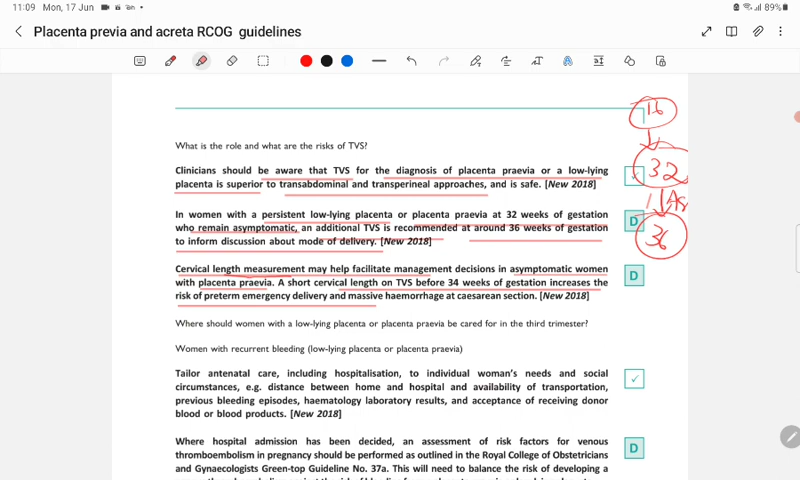 11:09 Mon, 17 Jun 89%
Placenta previa and acreta RCOG guidelines
16
What is the role and what are the risks of TVS?
Clinicians should be aware that TVS for the diagnosis of placenta praevia or a low-lying
placenta is superior to transabdominal and transperineal approaches, and is safe. [New 2018]
✓
32
In women with a persistent low-lying placenta or placenta praevia at 32 weeks of gestation
who remain asymptomatic, an additional TVS is recommended at around 36 weeks of gestation
to inform discussion about mode of delivery. [New 2018]
D
As
36
Cervical length measurement may help facilitate management decisions in asymptomatic women
with placenta praevia. A short cervical length on TVS before 34 weeks of gestation increases the
risk of preterm emergency delivery and massive haemorrhage at caesarean section. [New 2018]
D
Where should women with a low-lying placenta or placenta praevia be cared for in the third trimester?
Women with recurrent bleeding (low-lying placenta or placenta praevia)
Tailor antenatal care, including hospitalisation, to individual woman's needs and social
circumstances, e.g. distance between home and hospital and availability of transportation,
previous bleeding episodes, haematology laboratory results, and acceptance of receiving donor
blood or blood products. [New 2018]
✓
Where hospital admission has been decided, an assessment of risk factors for venous
thromboembolism in pregnancy should be performed as outlined in the Royal College of Obstetricians
and Gynaecologists Green-top Guideline No. 37a. This will need to balance the risk of developing a
D